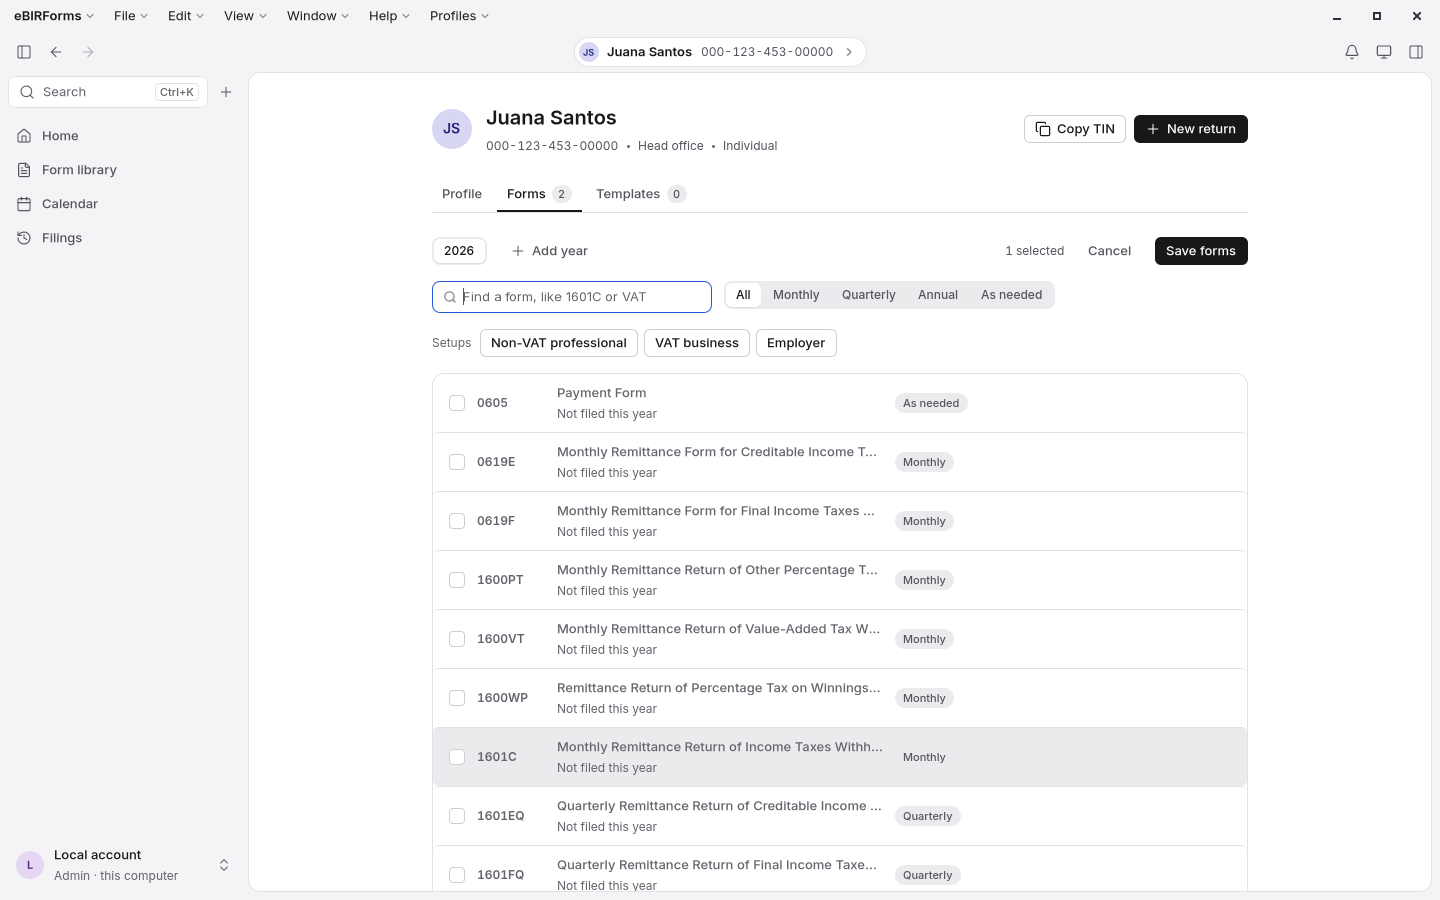 eBIRForms File Edit View Window Help Profiles
JS Juana Santos 000-123-453-00000
Search Ctrl+K
Home
Form library
Calendar
Filings
JS Juana Santos
000-123-453-00000 • Head office • Individual
Copy TIN New return
Profile Forms 2 Templates 0
2026 Add year 1 selected Cancel Save forms
Find a form, like 1601C or VAT All Monthly Quarterly Annual As needed
Setups Non-VAT professional VAT business Employer
0605 Payment Form As needed
Not filed this year
0619E Monthly Remittance Form for Creditable Income T... Monthly
Not filed this year
0619F Monthly Remittance Form for Final Income Taxes ... Monthly
Not filed this year
1600PT Monthly Remittance Return of Other Percentage T... Monthly
Not filed this year
1600VT Monthly Remittance Return of Value-Added Tax W... Monthly
Not filed this year
1600WP Remittance Return of Percentage Tax on Winnings... Monthly
Not filed this year
1601C Monthly Remittance Return of Income Taxes Withh... Monthly
Not filed this year
1601EQ Quarterly Remittance Return of Creditable Income ... Quarterly
Not filed this year
1601FQ Quarterly Remittance Return of Final Income Taxe... Quarterly
Not filed this year
L Local account
Admin · this computer